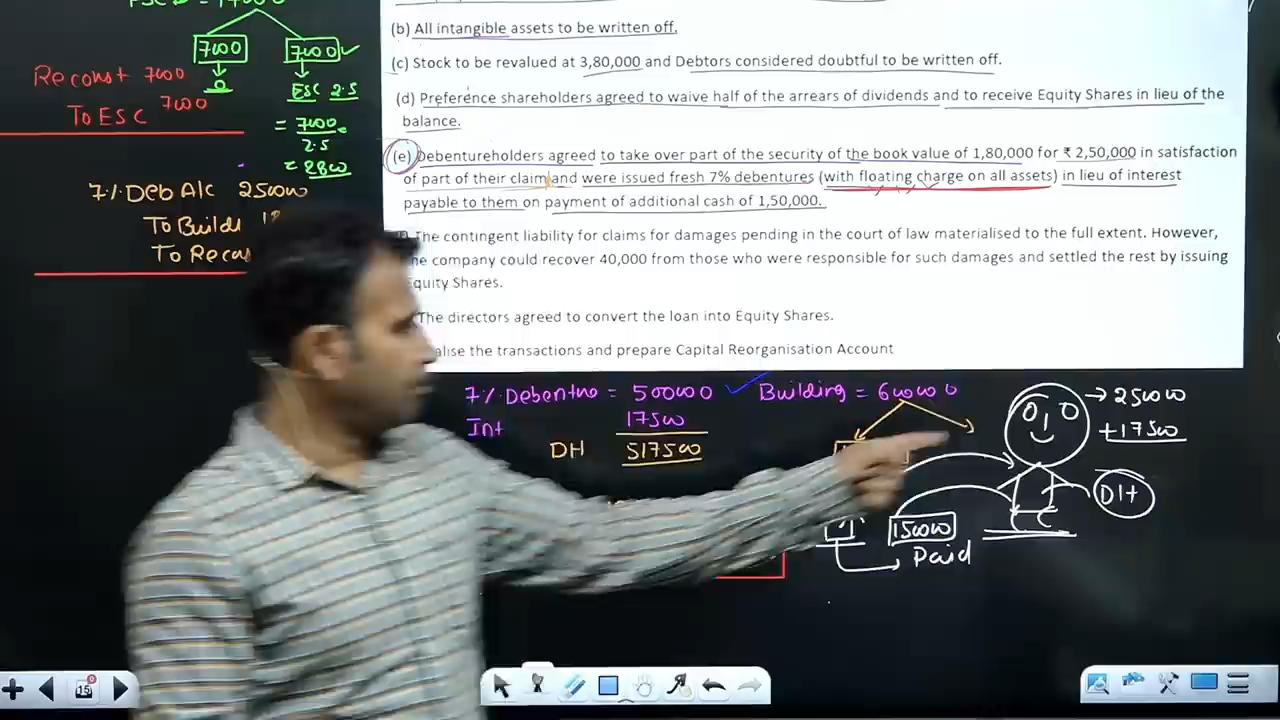 7000
7000
Reconst 7000
To ESC 7000
0
ESC 2.5
= 7000
2.5
= 2800
7% Deb A/c 250000
To Build
To Recon
(b) All intangible assets to be written off.
(c) Stock to be revalued at 3,80,000 and Debtors considered doubtful to be written off.
(d) Preference shareholders agreed to waive half of the arrears of dividends and to receive Equity Shares in lieu of the
balance.
(e) Debentureholders agreed to take over part of the security of the book value of 1,80,000 for ₹ 2,50,000 in satisfaction
of part of their claim and were issued fresh 7% debentures (with floating charge on all assets) in lieu of interest
payable to them on payment of additional cash of 1,50,000.
The contingent liability for claims for damages pending in the court of law materialised to the full extent. However,
company could recover 40,000 from those who were responsible for such damages and settled the rest by issuing
Equity Shares.
The directors agreed to convert the loan into Equity Shares.
the transactions and prepare Capital Reorganisation Account
7% Debenture = 500000 Building = 600000
Int 17500
DH 517500
250000
+17500
DH
150000
Paid
15